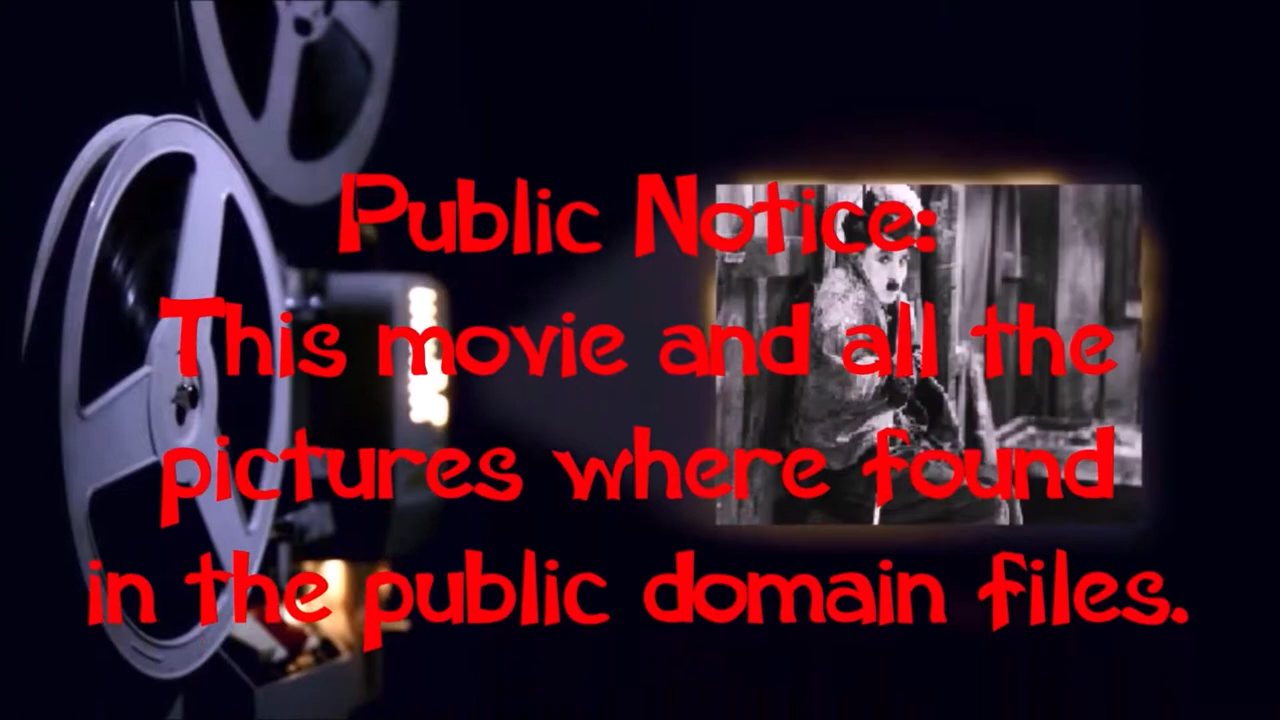 Public Notice:
This movie and all the
pictures where found
in the public domain files.